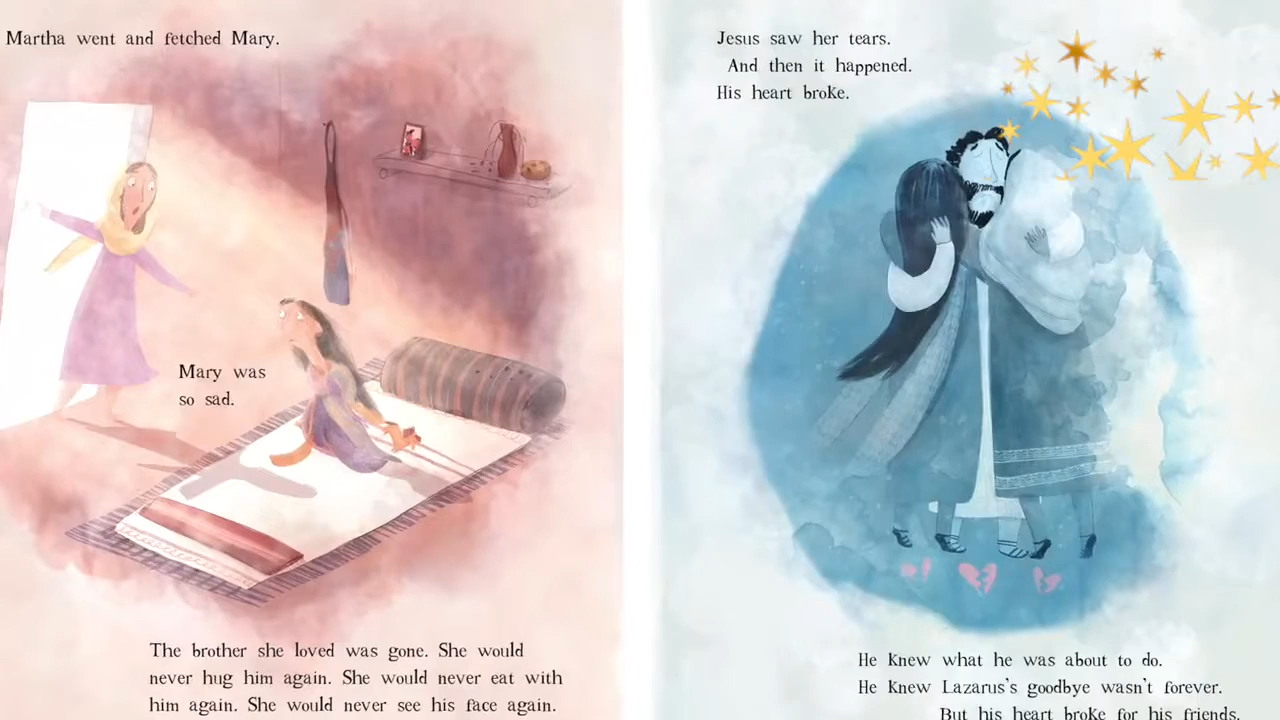 Martha went and fetched Mary.
Mary was
so sad.
The brother she loved was gone. She would
never hug him again. She would never eat with
him again. She would never see his face again.
Jesus saw her tears.
And then it happened.
His heart broke.
He knew what he was about to do.
He knew Lazarus's goodbye wasn't forever.
But his heart broke for his friends.